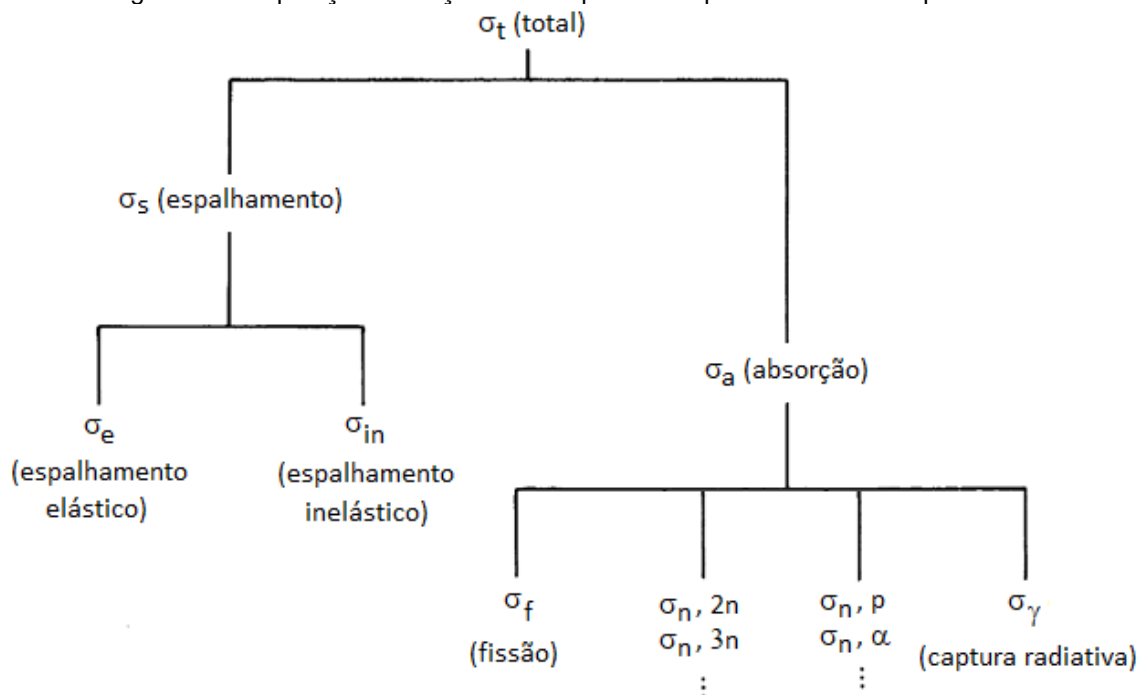 σt (total)
σs (espalhamento)
σa (absorção)
σe
(espalhamento
elástico)
σin
(espalhamento
inelástico)
σf
(fissão)
σn, 2n
σn, 3n
⋮
σn, p
σn, α
⋮
σγ
(captura radiativa)